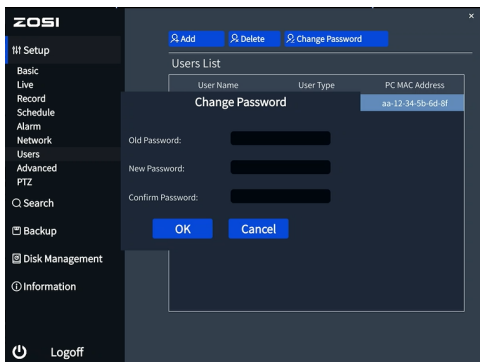 ZOSI
×
Setup
Add
Delete
Change Password
Users List
Basic
Live
Record
Schedule
Alarm
Network
Users
Advanced
PTZ
Search
Backup
Disk Management
Information
Logoff
User Name
User Type
PC MAC Address
aa-12-34-5b-6d-8f
Change Password
Old Password:
New Password:
Confirm Password:
OK
Cancel